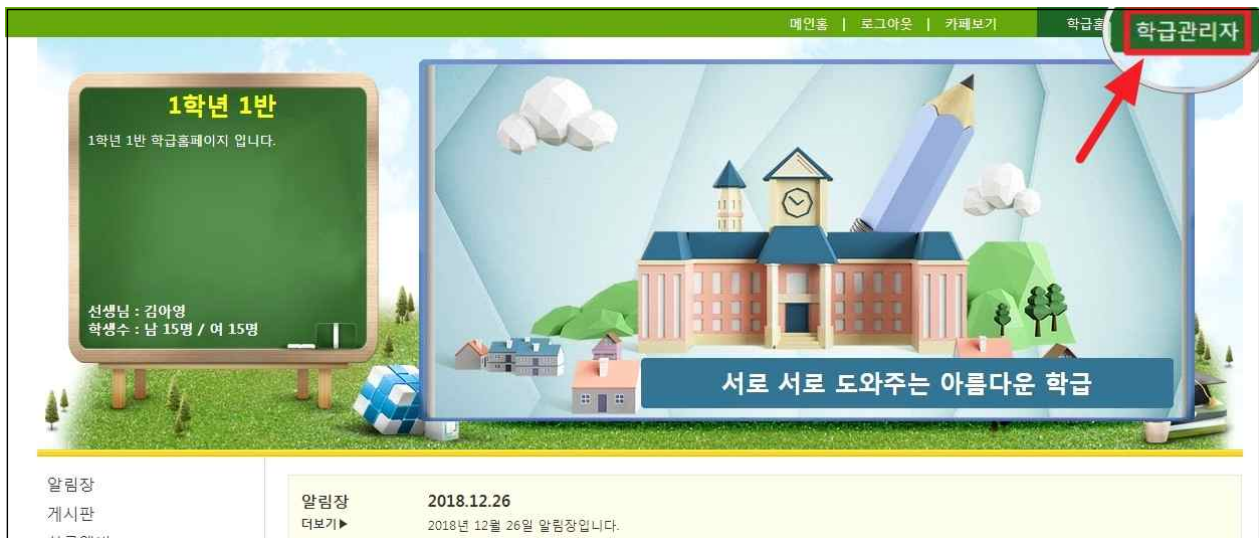 메인홈 | 로그아웃 | 카페보기
학급홈
학급관리자
1학년 1반
1학년 1반 학급홈페이지 입니다.
선생님 : 김아영
학생수 : 남 15명 / 여 15명
서로 서로 도와주는 아름다운 학급
알림장
게시판
알림장
더보기▶
2018.12.26
2018년 12월 26일 알림장입니다.